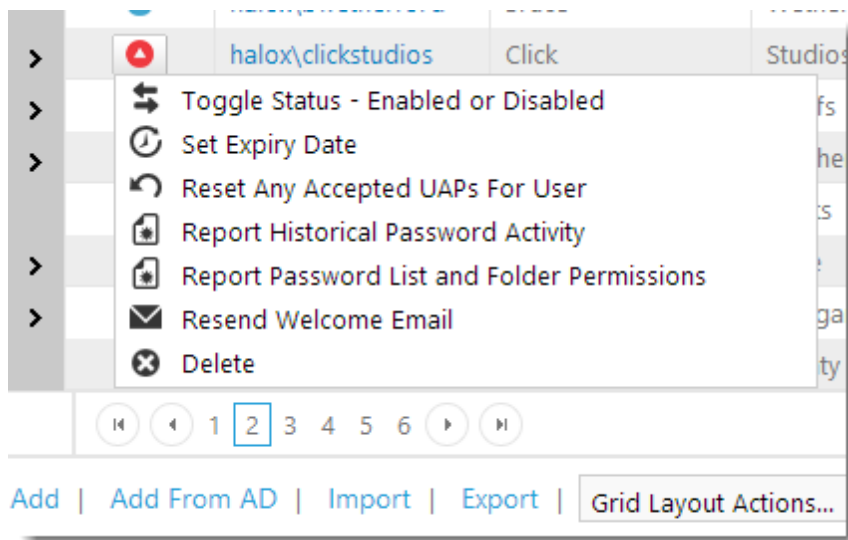 halox\clickstudios Click Studios
Toggle Status - Enabled or Disabled
Set Expiry Date
Reset Any Accepted UAPs For User
Report Historical Password Activity
Report Password List and Folder Permissions
Resend Welcome Email
Delete
1 2 3 4 5 6
Add | Add From AD | Import | Export | Grid Layout Actions...